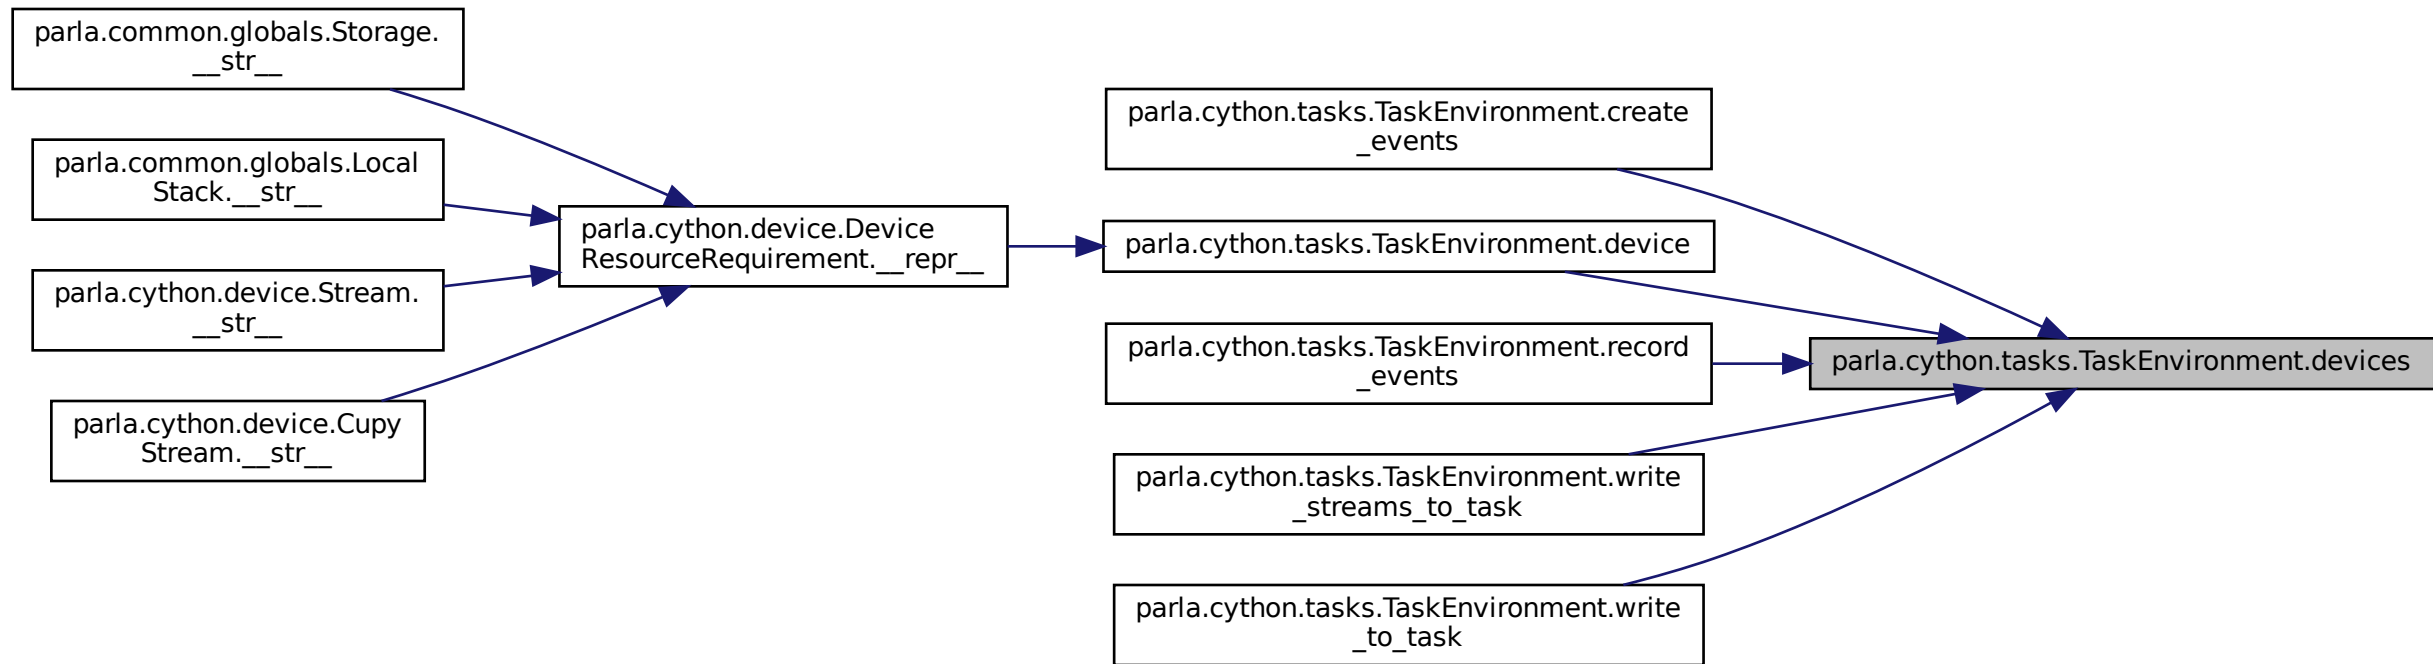 parla.common.globals.Storage.
__str__
parla.common.globals.Local
Stack.__str__
parla.cython.device.Stream.
__str__
parla.cython.device.Cupy
Stream.__str__
parla.cython.device.Device
ResourceRequirement.__repr__
parla.cython.tasks.TaskEnvironment.create
_events
parla.cython.tasks.TaskEnvironment.device
parla.cython.tasks.TaskEnvironment.record
_events
parla.cython.tasks.TaskEnvironment.write
_streams_to_task
parla.cython.tasks.TaskEnvironment.write
_to_task
parla.cython.tasks.TaskEnvironment.devices